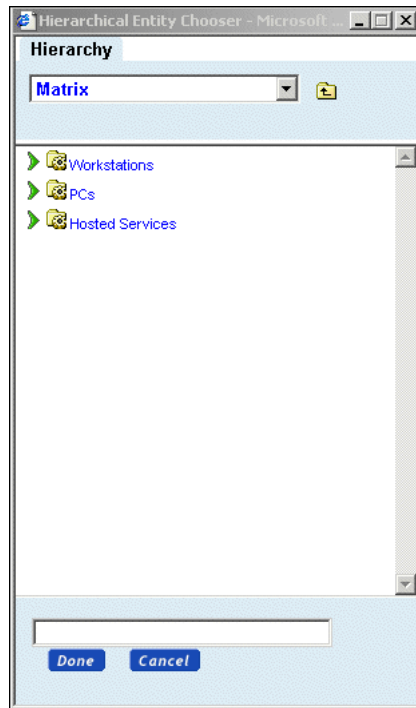 Hierarchical Entity Chooser - Microsoft ...
Hierarchy
Matrix
Workstations
PCs
Hosted Services
Done Cancel